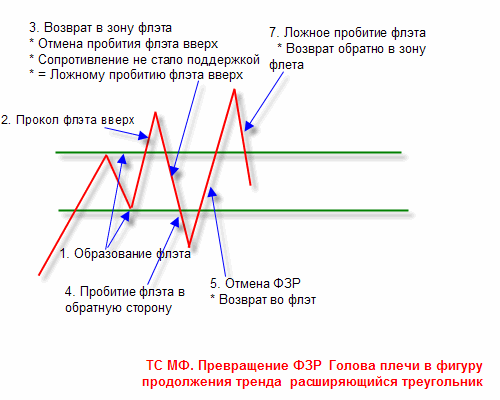 3. Возврат в зону флэта
* Отмена пробития флэта вверх
* Сопротивление не стало поддержкой
* = Ложному пробитию флэта вверх
7. Ложное пробитие флэта
* Возврат обратно в зону
флета
2. Прокол флэта вверх
1. Образование флэта
4. Пробитие флэта в
обратную сторону
5. Отмена ФЗР
* Возврат во флэт
ТС МФ. Превращение ФЗР Голова плечи в фигуру
продолжения тренда расширяющийся треугольник